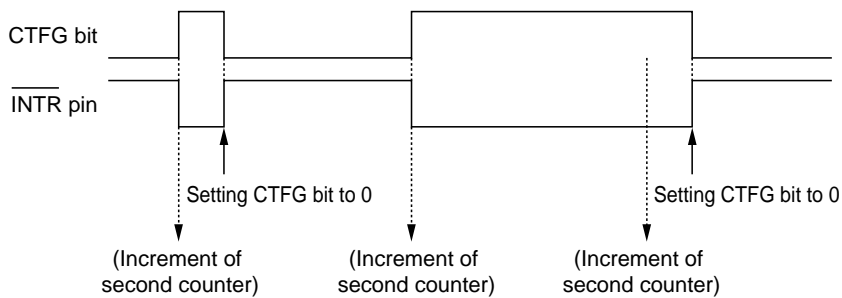 CTFG bit
INTR pin
Setting CTFG bit to 0
Setting CTFG bit to 0
(Increment of
second counter)
(Increment of
second counter)
(Increment of
second counter)